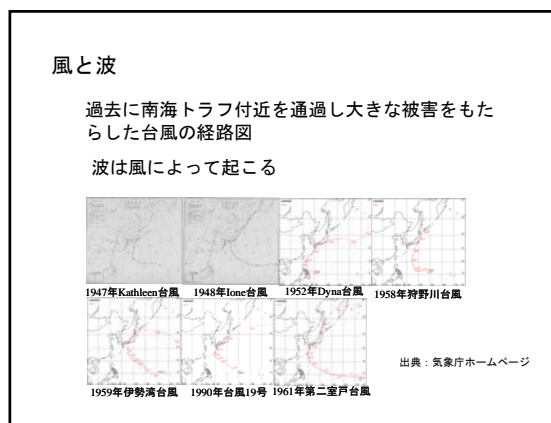 風と波
過去に南海トラフ付近を通過し大きな被害をもた
らした台風の経路図
波は風によって起こる
1947年Kathleen台風
1948年Ione台風
1952年Dyna台風
1958年狩野川台風
1959年伊勢湾台風
1990年台風19号
1961年第二室戸台風
出典：気象庁ホームページ